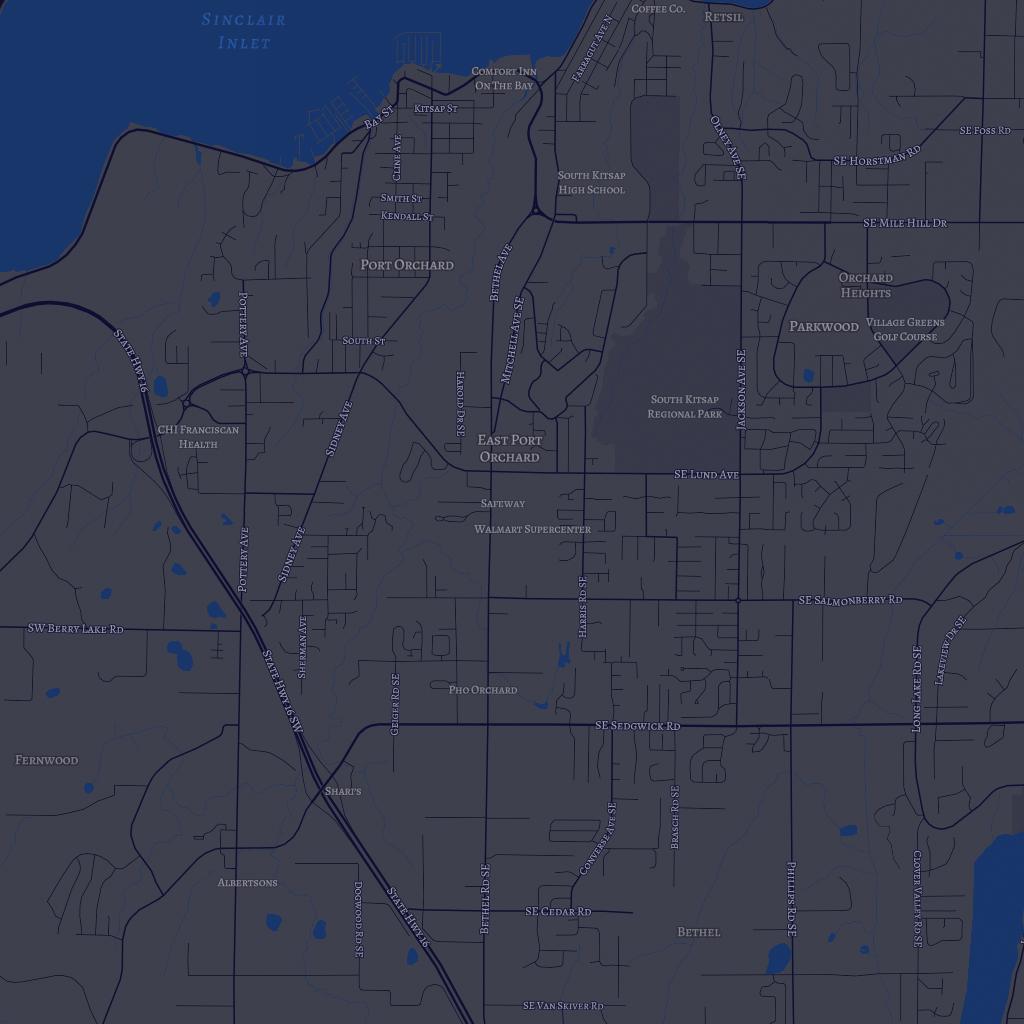 Coffee Co.
Retsil
Sinclair
Inlet
Farragut Ave N
Comfort Inn
On The Bay
Kitsap St
Bay St
Olney Ave SE
SE Foss Rd
Cline Ave
SE Horstman Rd
South Kitsap
High School
Smith St
Kendall St
SE Mile Hill Dr
Port Orchard
Bethel Ave
Orchard
Heights
Pottery Ave
Mitchell Ave SE
Parkwood
Village Greens
Golf Course
State Hwy 16
South St
Jackson Ave SE
Harold Dr SE
South Kitsap
Regional Park
Sidney Ave
CHI Franciscan
Health
East Port
Orchard
SE Lund Ave
Safeway
Walmart Supercenter
Pottery Ave
Sidney Ave
Harris Rd SE
SE Salmonberry Rd
SW Berry Lake Rd
Sherman Ave
Lakeview Dr SE
State Hwy 16 SW
Long Lake Rd SE
Geiger Rd SE
Pho Orchard
SE Sedgwick Rd
Fernwood
Shari's
Brasch Rd SE
Converse Ave SE
Albertsons
Bethel Rd SE
Phillips Rd SE
Clover Valley Rd SE
Dogwood Rd SE
State Hwy 16
SE Cedar Rd
Bethel
SE Van Skiver Rd